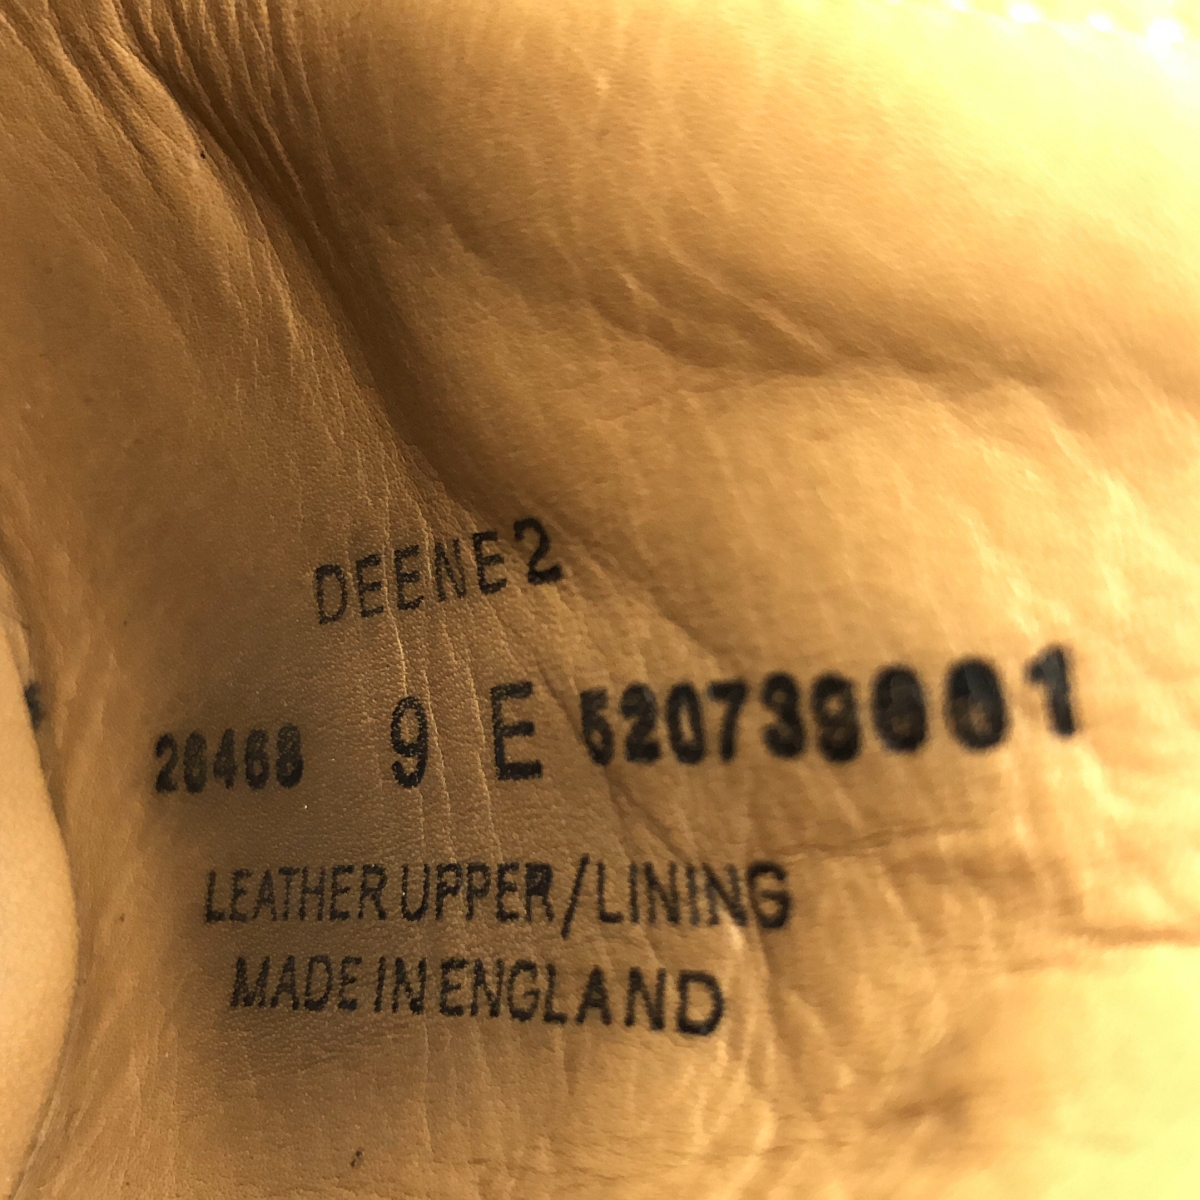 DEENE 2
26468 9 E 520739001
LEATHER UPPER/LINING
MADE IN ENGLAND